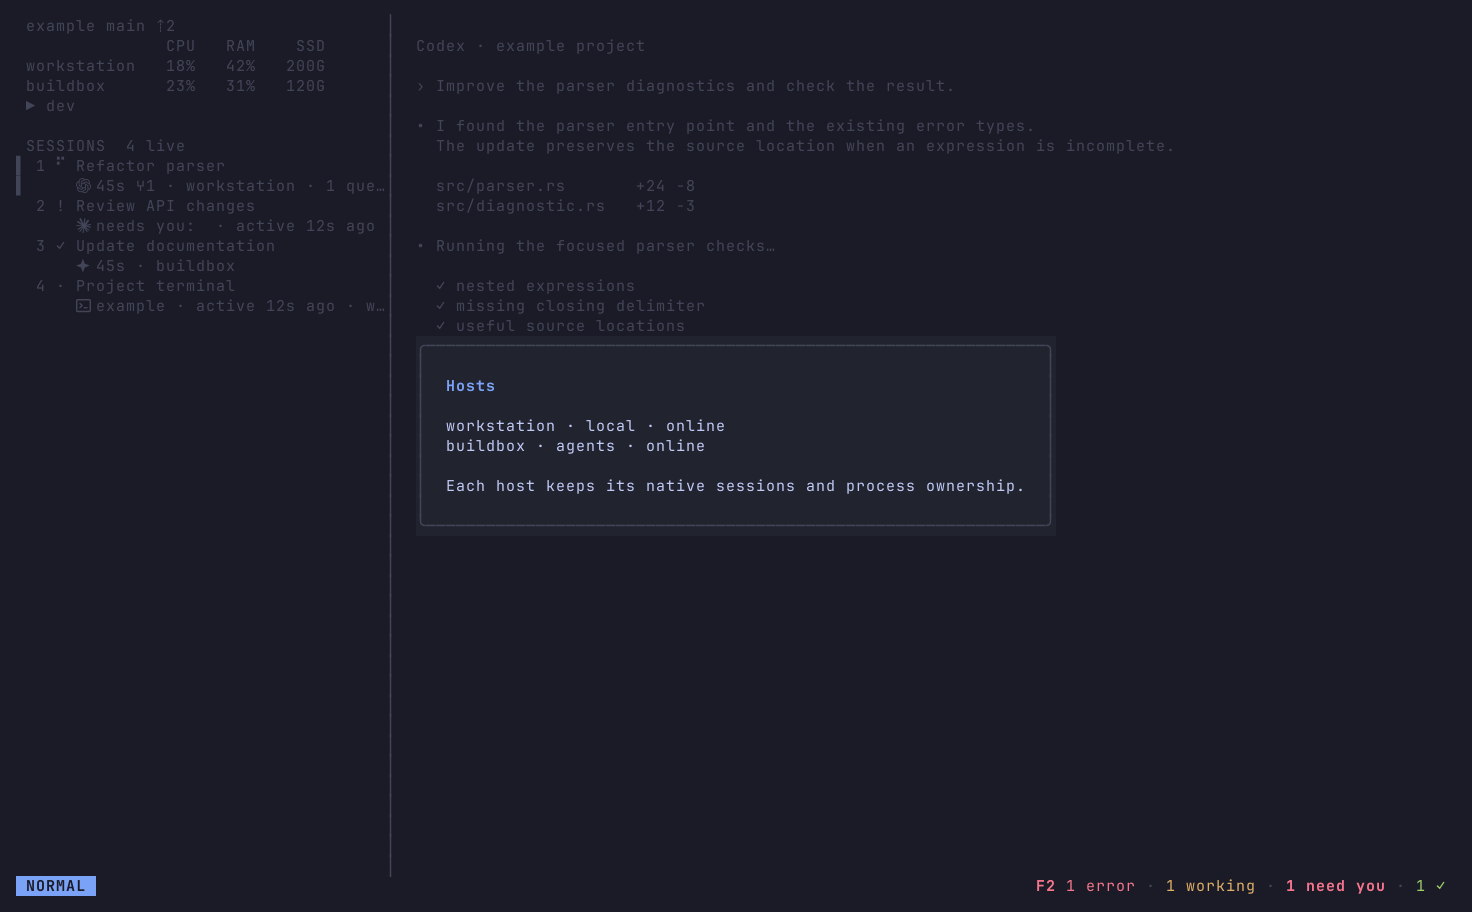 example main ↑2
CPU RAM SSD
workstation 18% 42% 200G
buildbox 23% 31% 120G
▶ dev
SESSIONS 4 live
1 Refactor parser
45s Ψ1 · workstation · 1 que…
2 ! Review API changes
needs you: · active 12s ago
3 ✓ Update documentation
45s · buildbox
4 · Project terminal
example · active 12s ago · w…
Codex · example project
› Improve the parser diagnostics and check the result.
• I found the parser entry point and the existing error types.
The update preserves the source location when an expression is incomplete.
src/parser.rs +24 -8
src/diagnostic.rs +12 -3
• Running the focused parser checks…
✓ nested expressions
✓ missing closing delimiter
✓ useful source locations
Hosts
workstation · local · online
buildbox · agents · online
Each host keeps its native sessions and process ownership.
NORMAL
F2 1 error · 1 working · 1 need you · 1 ✓